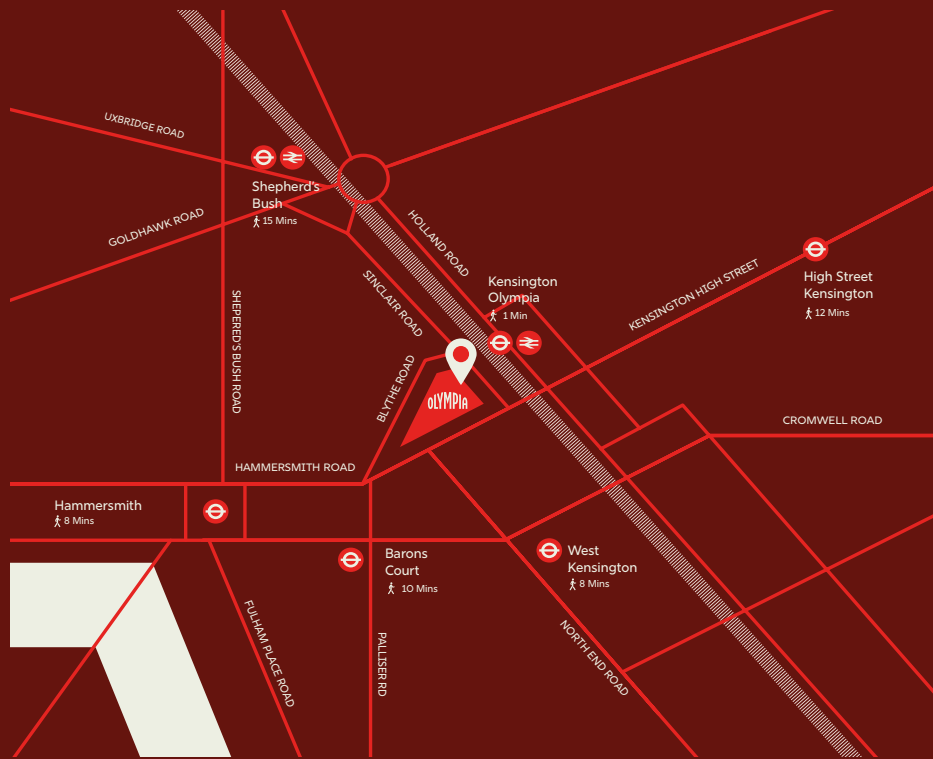 UXBRIDGE ROAD
Shepherd's
Bush
15 Mins
GOLDHAWK ROAD
HOLLAND ROAD
SINCLAIR ROAD
Kensington
Olympia
1 Min
KENSINGTON HIGH STREET
High Street
Kensington
12 Mins
SHEPERED'S BUSH ROAD
BLYTHE ROAD
OLYMPIA
CROMWELL ROAD
HAMMERSMITH ROAD
Hammersmith
8 Mins
Barons
Court
10 Mins
West
Kensington
8 Mins
FULHAM PLACE ROAD
PALLISER RD
NORTH END ROAD